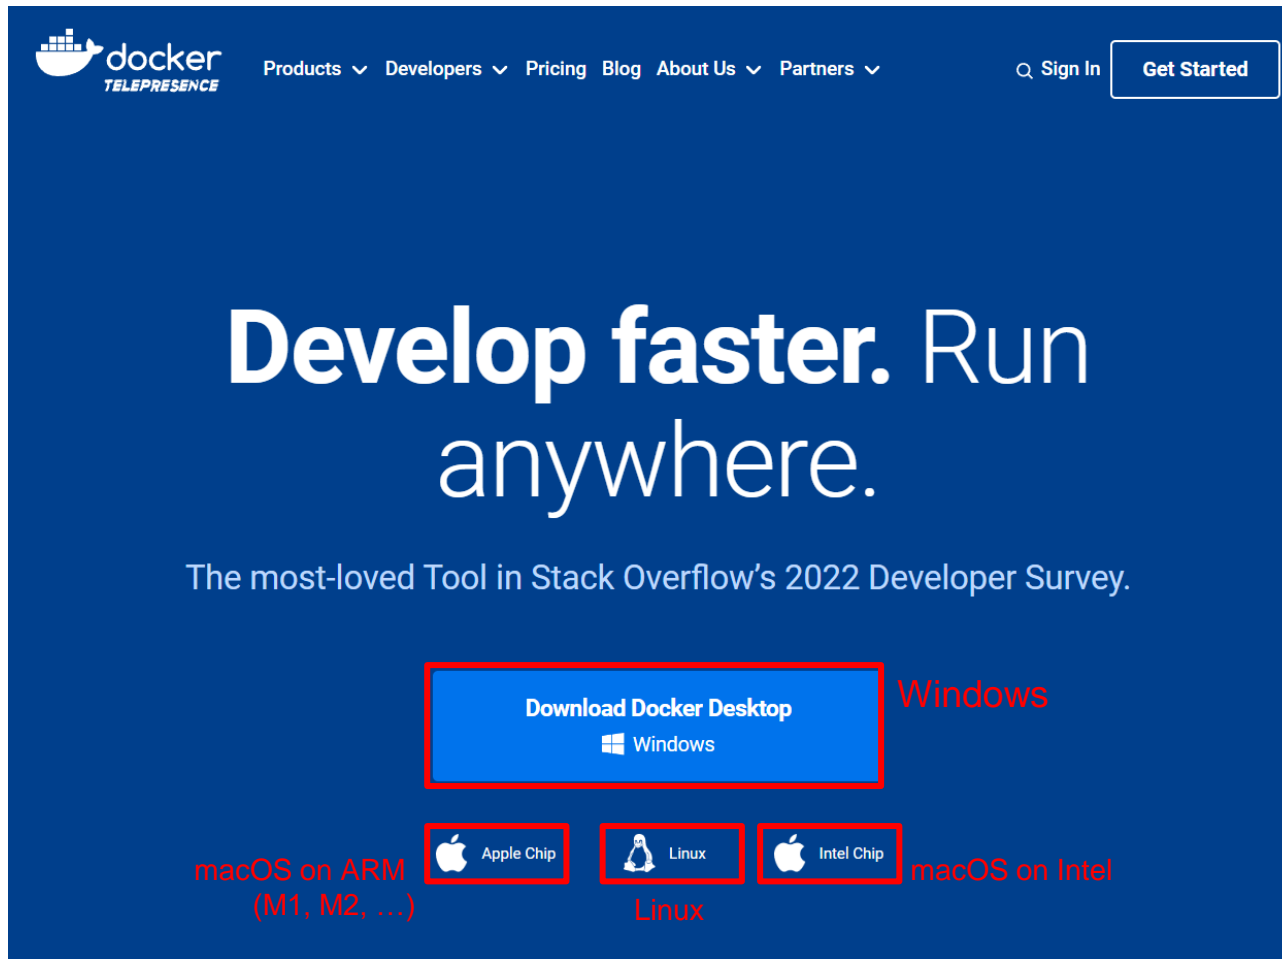 docker
TELEPRESENCE
Products Developers Pricing Blog About Us Partners Sign In Get Started
Develop faster. Run
anywhere.
The most-loved Tool in Stack Overflow's 2022 Developer Survey.
Download Docker Desktop
Windows
Windows
Apple Chip
Linux
Intel Chip
macOS on ARM
(M1, M2, …)
Linux
macOS on Intel